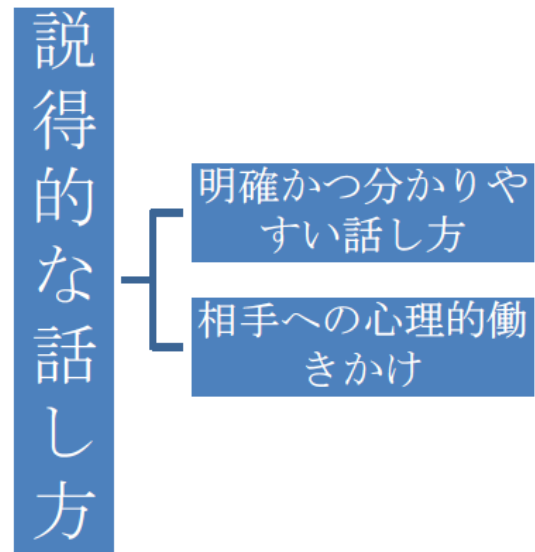 説得的な話し方
明確かつ分かりや
すい話し方
相手への心理的働
きかけ